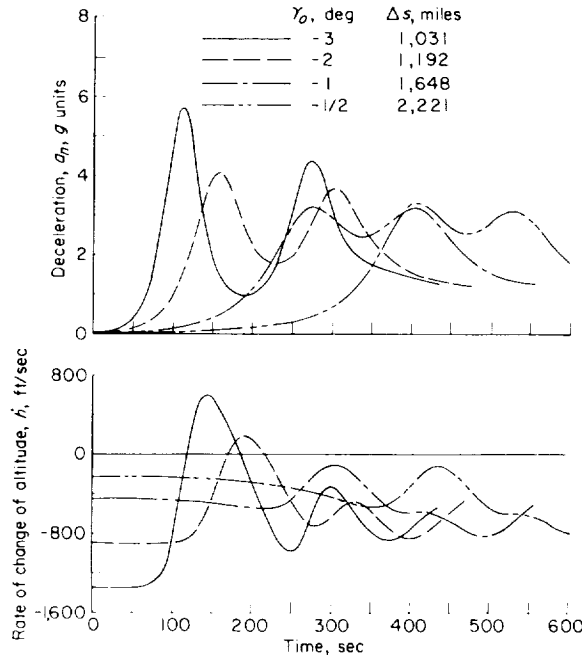 γo, deg Δs, miles
-3 1,031
-2 1,192
-1 1,648
-1/2 2,221
Deceleration, an, g units
8
6
4
2
0
Rate of change of altitude, ḣ, ft/sec
800
0
-800
-1,600
0 100 200 300 400 500 600
Time, sec